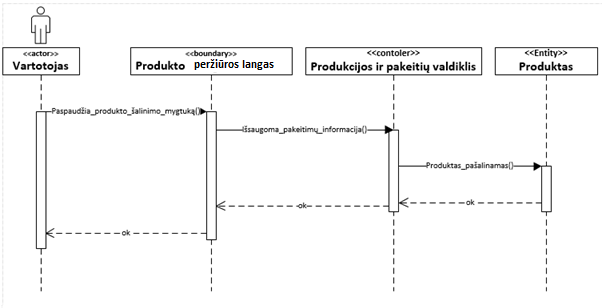 <<actor>>
Vartotojas
<<boundary>>
Produkto peržiūros langas
<<contoler>>
Produkcijos ir pakeitių valdiklis
<<Entity>>
Produktas
Paspaudžia_produkto_šalinimo_mygtuką()
Išsaugoma_pakeitimų_informacija()
Produktas_pašalinamas()
ok
ok
ok